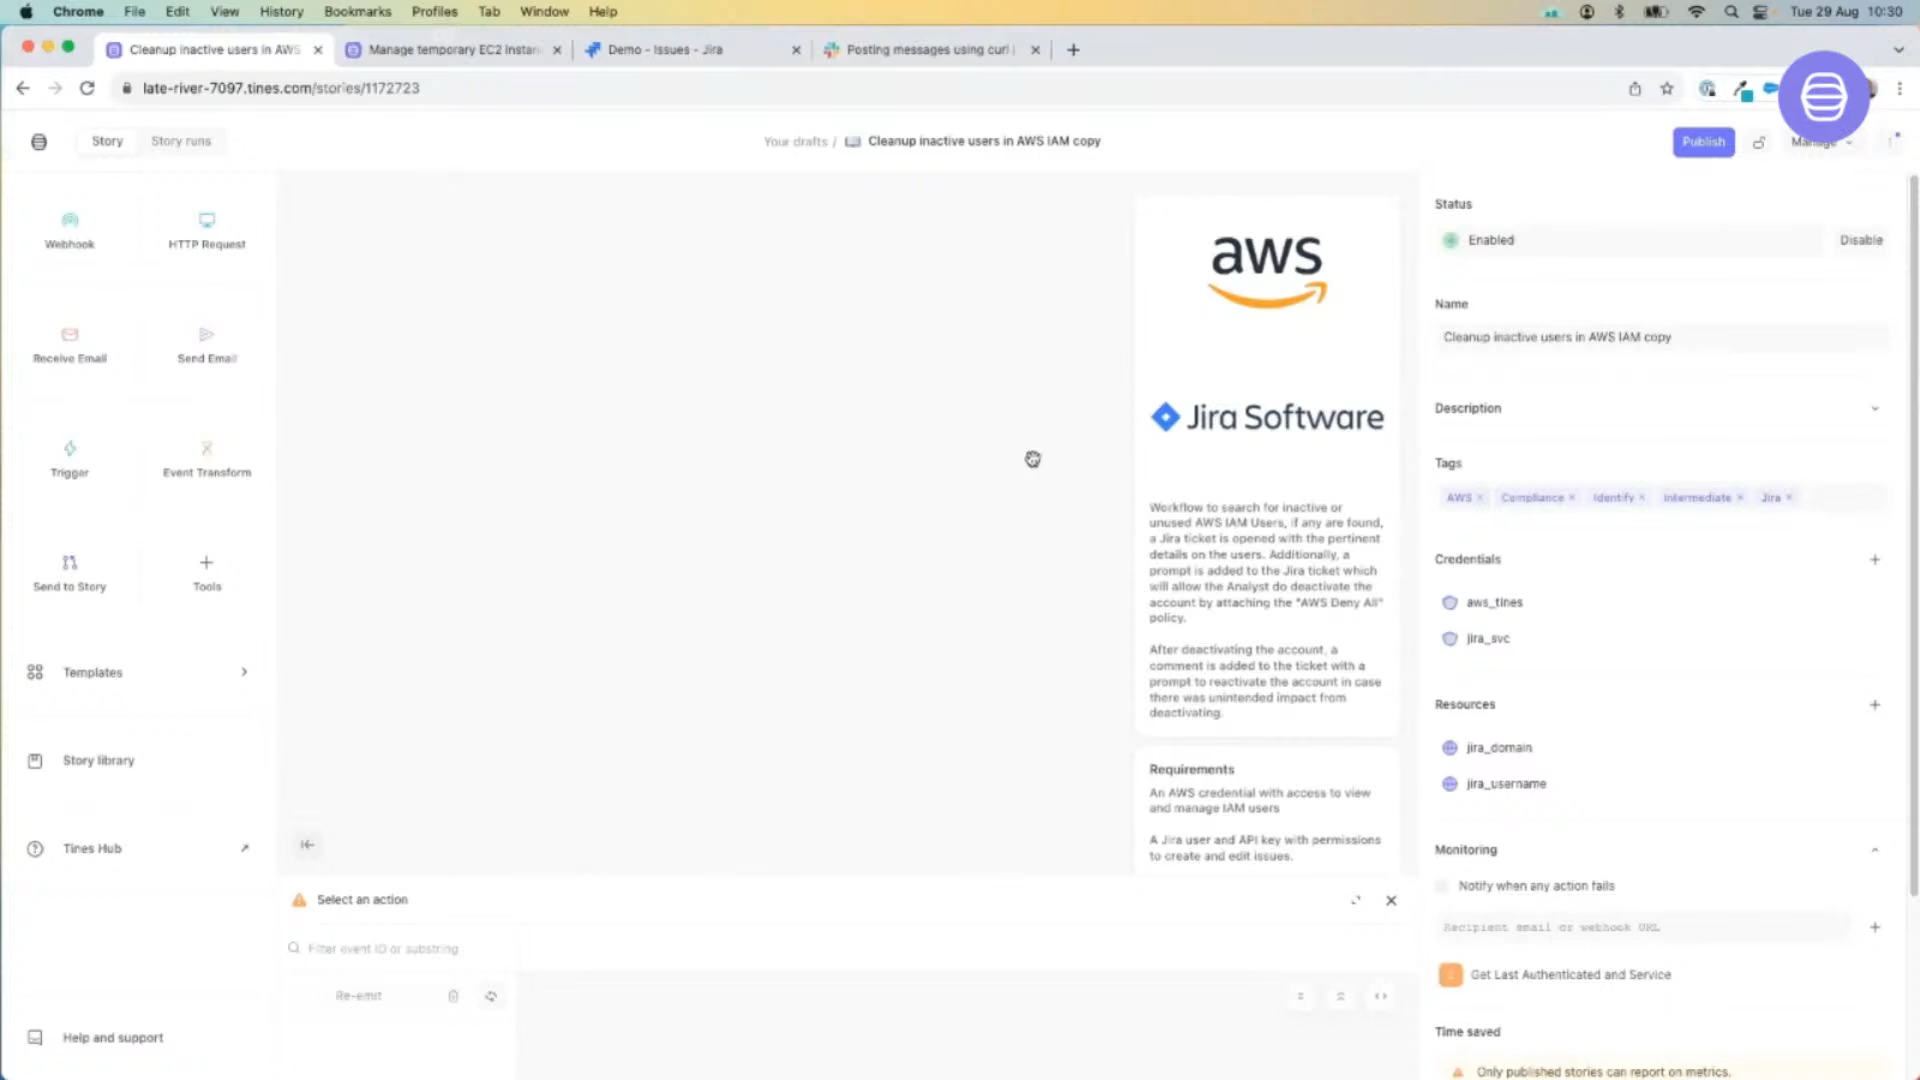 Chrome File Edit View History Bookmarks Profiles Tab Window Help Tue 29 Aug 10:30
Cleanup inactive users in AWS
Manage temporary EC2 instan
Demo - Issues - Jira
Posting messages using curl
late-river-7097.tines.com/stories/1172723
Story Story runs
Your drafts / Cleanup inactive users in AWS IAM copy
Publish
Manage
Webhook
HTTP Request
Receive Email
Send Email
Trigger
Event Transform
Send to Story
Tools
Templates
Story library
Tines Hub
Help and support
aws
Jira Software
Workflow to search for inactive or
unused AWS IAM Users, if any are found,
a Jira ticket is opened with the pertinent
details on the users. Additionally, a
prompt is added to the Jira ticket which
will allow the Analyst do deactivate the
account by attaching the "AWS Deny All"
policy.
After deactivating the account, a
comment is added to the ticket with a
prompt to reactivate the account in case
there was unintended impact from
deactivating.
Requirements
An AWS credential with access to view
and manage IAM users
A Jira user and API key with permissions
to create and edit issues.
Select an action
Filter event ID or substring
Re-emit
Status
Enabled
Disable
Name
Cleanup inactive users in AWS IAM copy
Description
Tags
AWS × Compliance × Identify × Intermediate × Jira ×
Credentials
aws_tines
jira_svc
Resources
jira_domain
jira_username
Monitoring
Notify when any action fails
Recipient email or webhook URL
Get Last Authenticated and Service
Time saved
Only published stories can report on metrics.